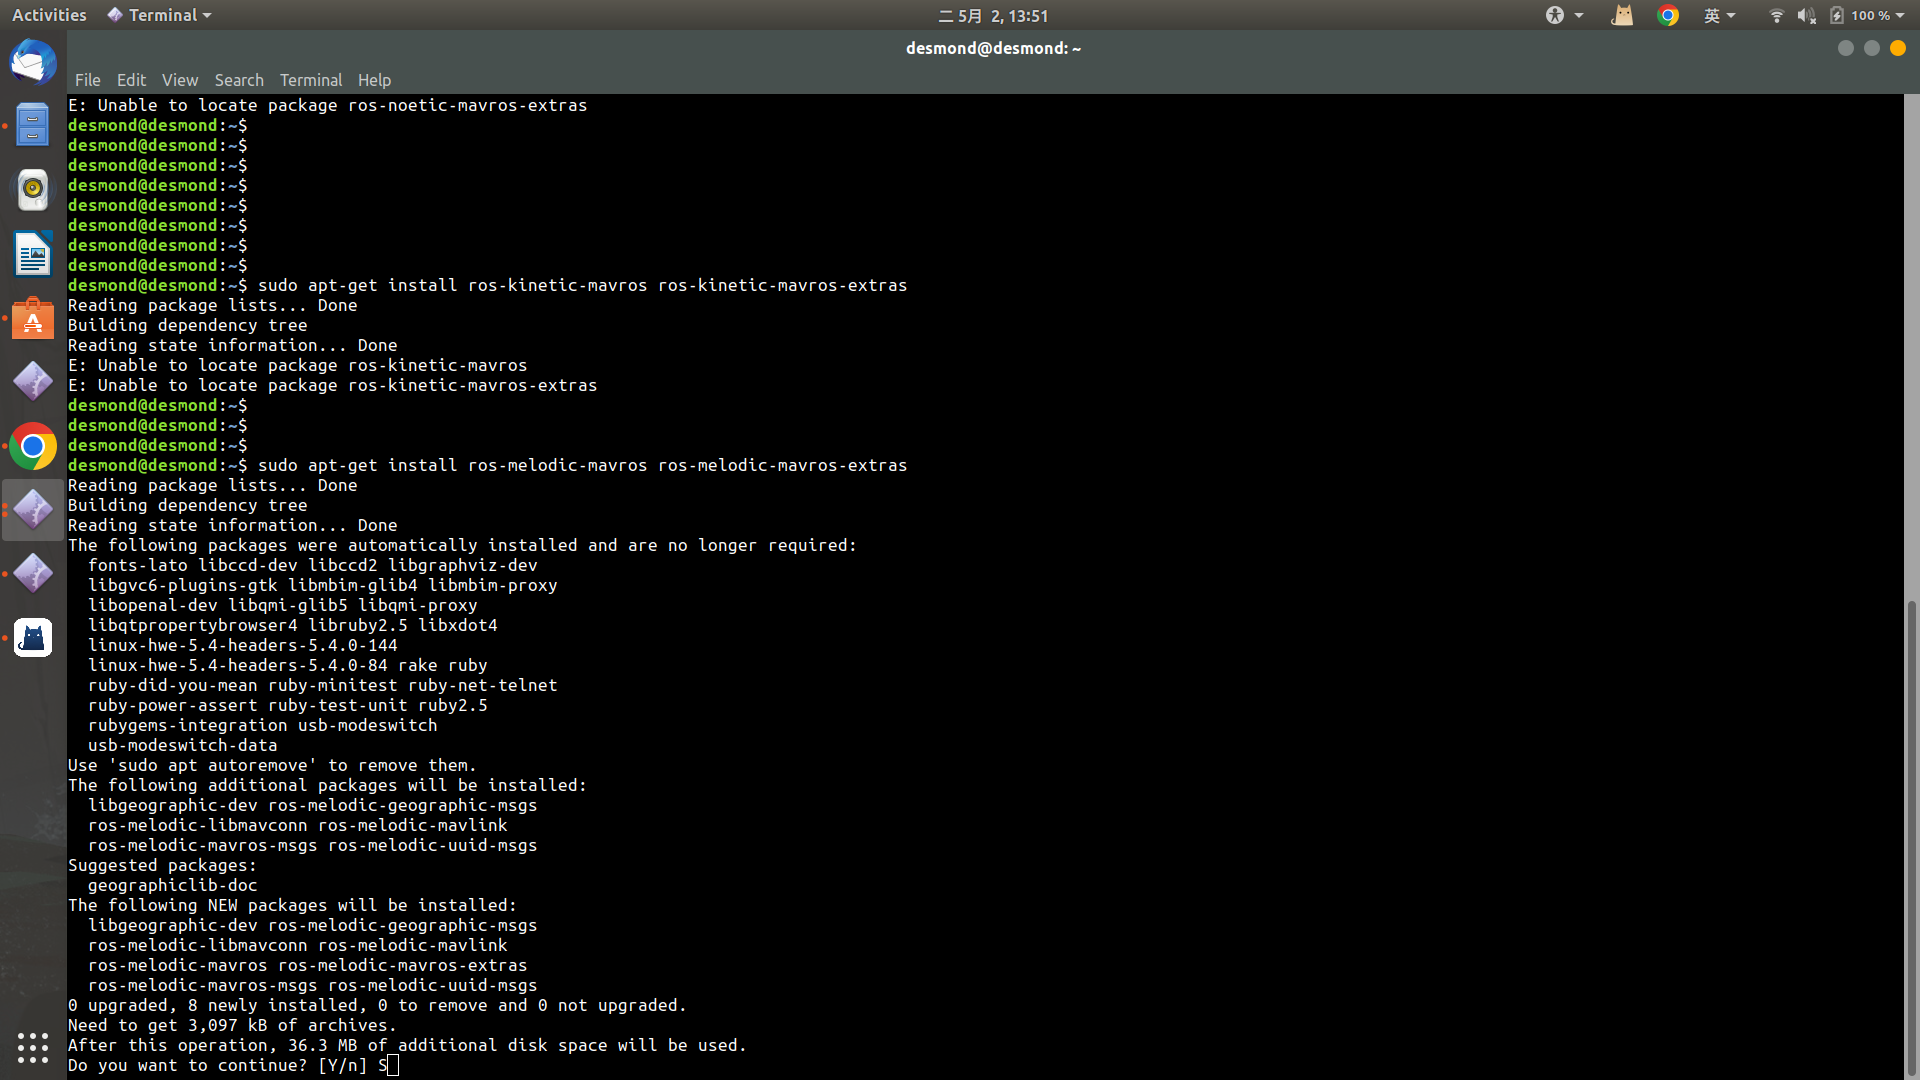 Activities Terminal 二 5月 2, 13:51 英 100 %
desmond@desmond: ~
File Edit View Search Terminal Help
E: Unable to locate package ros-noetic-mavros-extras
desmond@desmond:~$
desmond@desmond:~$
desmond@desmond:~$
desmond@desmond:~$
desmond@desmond:~$
desmond@desmond:~$
desmond@desmond:~$
desmond@desmond:~$
desmond@desmond:~$ sudo apt-get install ros-kinetic-mavros ros-kinetic-mavros-extras
Reading package lists... Done
Building dependency tree
Reading state information... Done
E: Unable to locate package ros-kinetic-mavros
E: Unable to locate package ros-kinetic-mavros-extras
desmond@desmond:~$
desmond@desmond:~$
desmond@desmond:~$
desmond@desmond:~$ sudo apt-get install ros-melodic-mavros ros-melodic-mavros-extras
Reading package lists... Done
Building dependency tree
Reading state information... Done
The following packages were automatically installed and are no longer required:
fonts-lato libccd-dev libccd2 libgraphviz-dev
libgvc6-plugins-gtk libmbim-glib4 libmbim-proxy
libopenal-dev libqmi-glib5 libqmi-proxy
libqtpropertybrowser4 libruby2.5 libxdot4
linux-hwe-5.4-headers-5.4.0-144
linux-hwe-5.4-headers-5.4.0-84 rake ruby
ruby-did-you-mean ruby-minitest ruby-net-telnet
ruby-power-assert ruby-test-unit ruby2.5
rubygems-integration usb-modeswitch
usb-modeswitch-data
Use 'sudo apt autoremove' to remove them.
The following additional packages will be installed:
libgeographic-dev ros-melodic-geographic-msgs
ros-melodic-libmavconn ros-melodic-mavlink
ros-melodic-mavros-msgs ros-melodic-uuid-msgs
Suggested packages:
geographiclib-doc
The following NEW packages will be installed:
libgeographic-dev ros-melodic-geographic-msgs
ros-melodic-libmavconn ros-melodic-mavlink
ros-melodic-mavros ros-melodic-mavros-extras
ros-melodic-mavros-msgs ros-melodic-uuid-msgs
0 upgraded, 8 newly installed, 0 to remove and 0 not upgraded.
Need to get 3,097 kB of archives.
After this operation, 36.3 MB of additional disk space will be used.
Do you want to continue? [Y/n] S